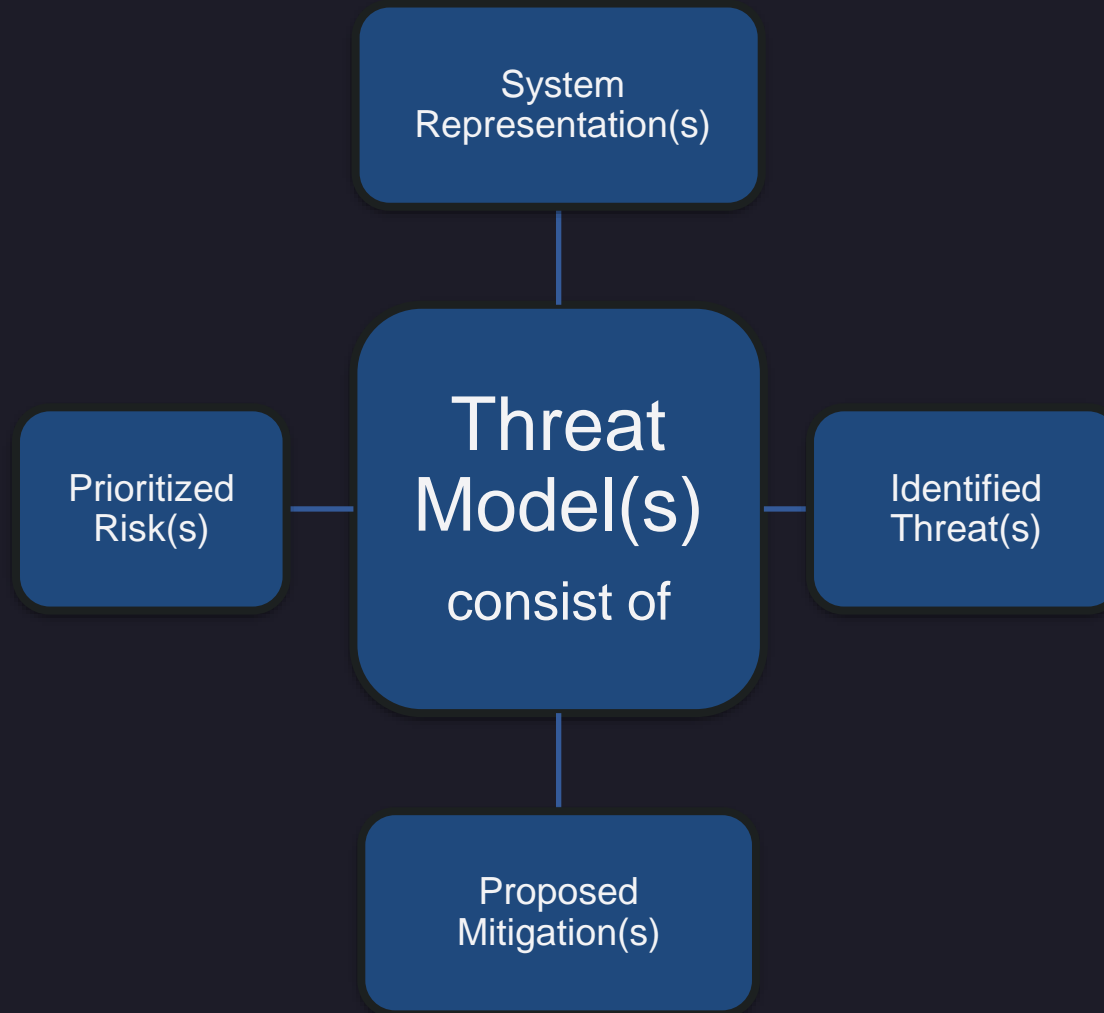 System
Representation(s)
Threat
Model(s)
consist of
Prioritized
Risk(s)
Identified
Threat(s)
Proposed
Mitigation(s)